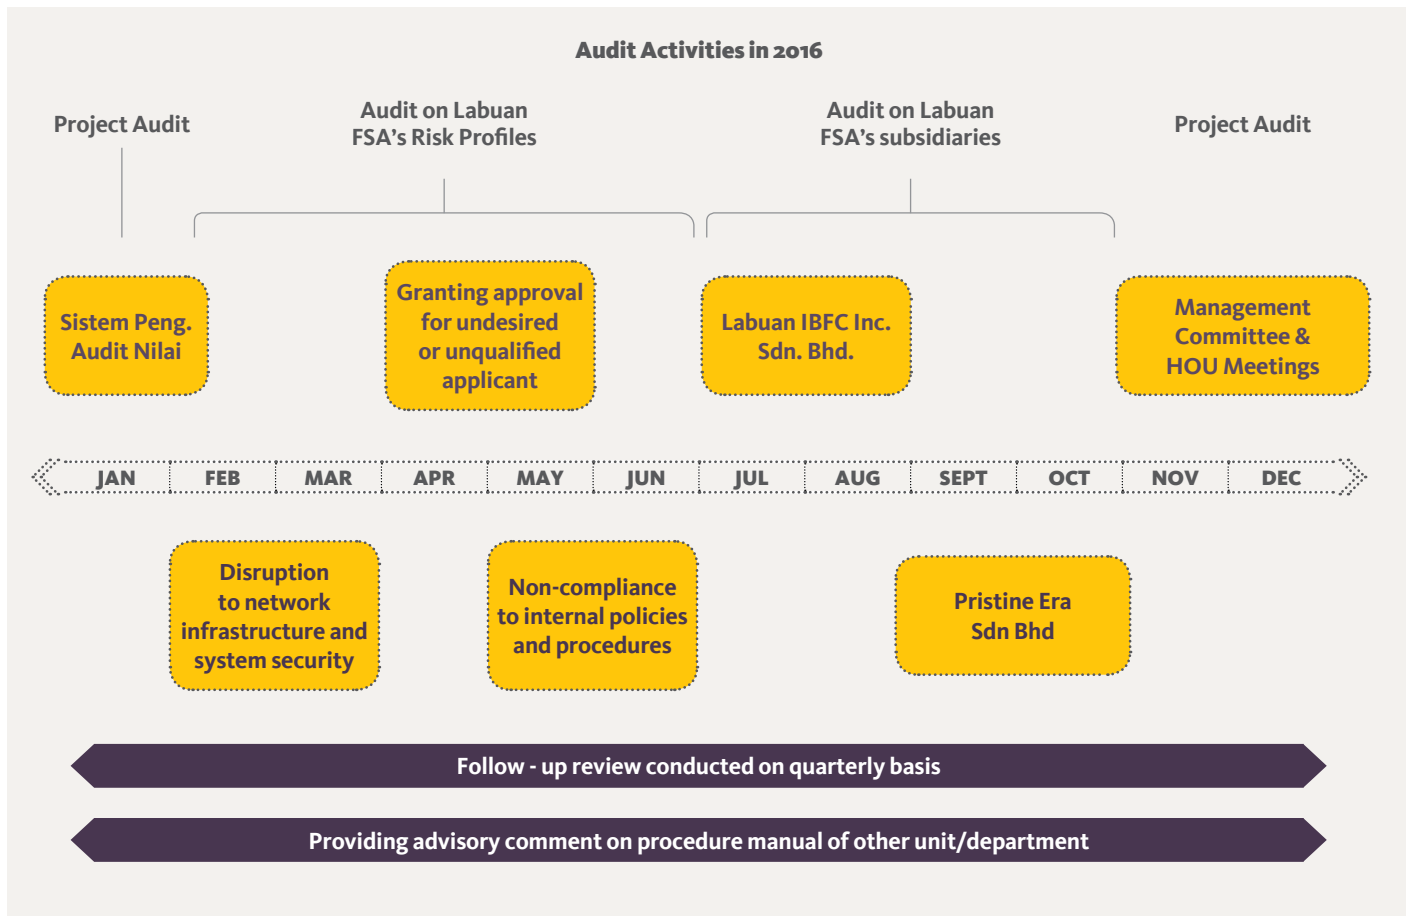 Audit Activities in 2016
Project Audit
Audit on Labuan
FSA's Risk Profiles
Audit on Labuan
FSA's subsidiaries
Project Audit
Sistem Peng.
Audit Nilai
Granting approval
for undesired
or unqualified
applicant
Labuan IBFC Inc.
Sdn. Bhd.
Management
Committee &
HOU Meetings
JAN FEB MAR APR MAY JUN JUL AUG SEPT OCT NOV DEC
Disruption
to network
infrastructure and
system security
Non-compliance
to internal policies
and procedures
Pristine Era
Sdn Bhd
Follow - up review conducted on quarterly basis
Providing advisory comment on procedure manual of other unit/department